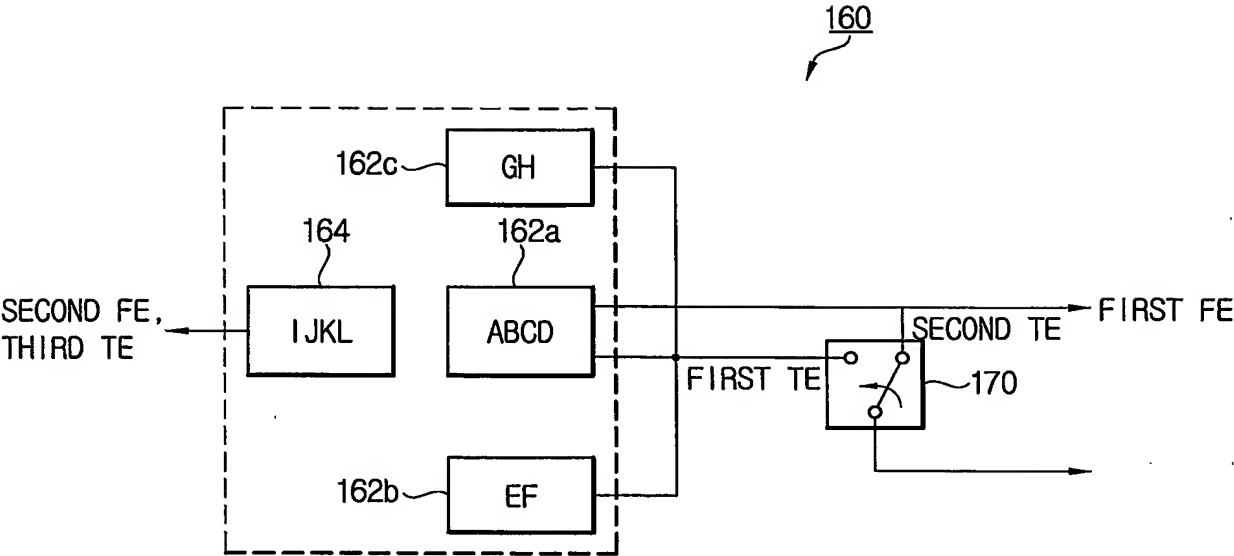 160
162c
GH
164
162a
SECOND FE,
THIRD TE
IJKL
ABCD
FIRST FE
SECOND TE
FIRST TE
170
162b
EF